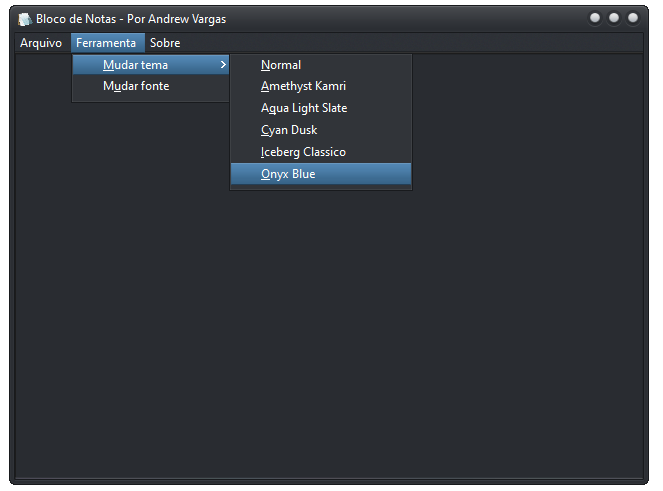 Bloco de Notas - Por Andrew Vargas
Arquivo Ferramenta Sobre
Mudar tema
Mudar fonte
Normal
Amethyst Kamri
Aqua Light Slate
Cyan Dusk
Iceberg Classico
Onyx Blue